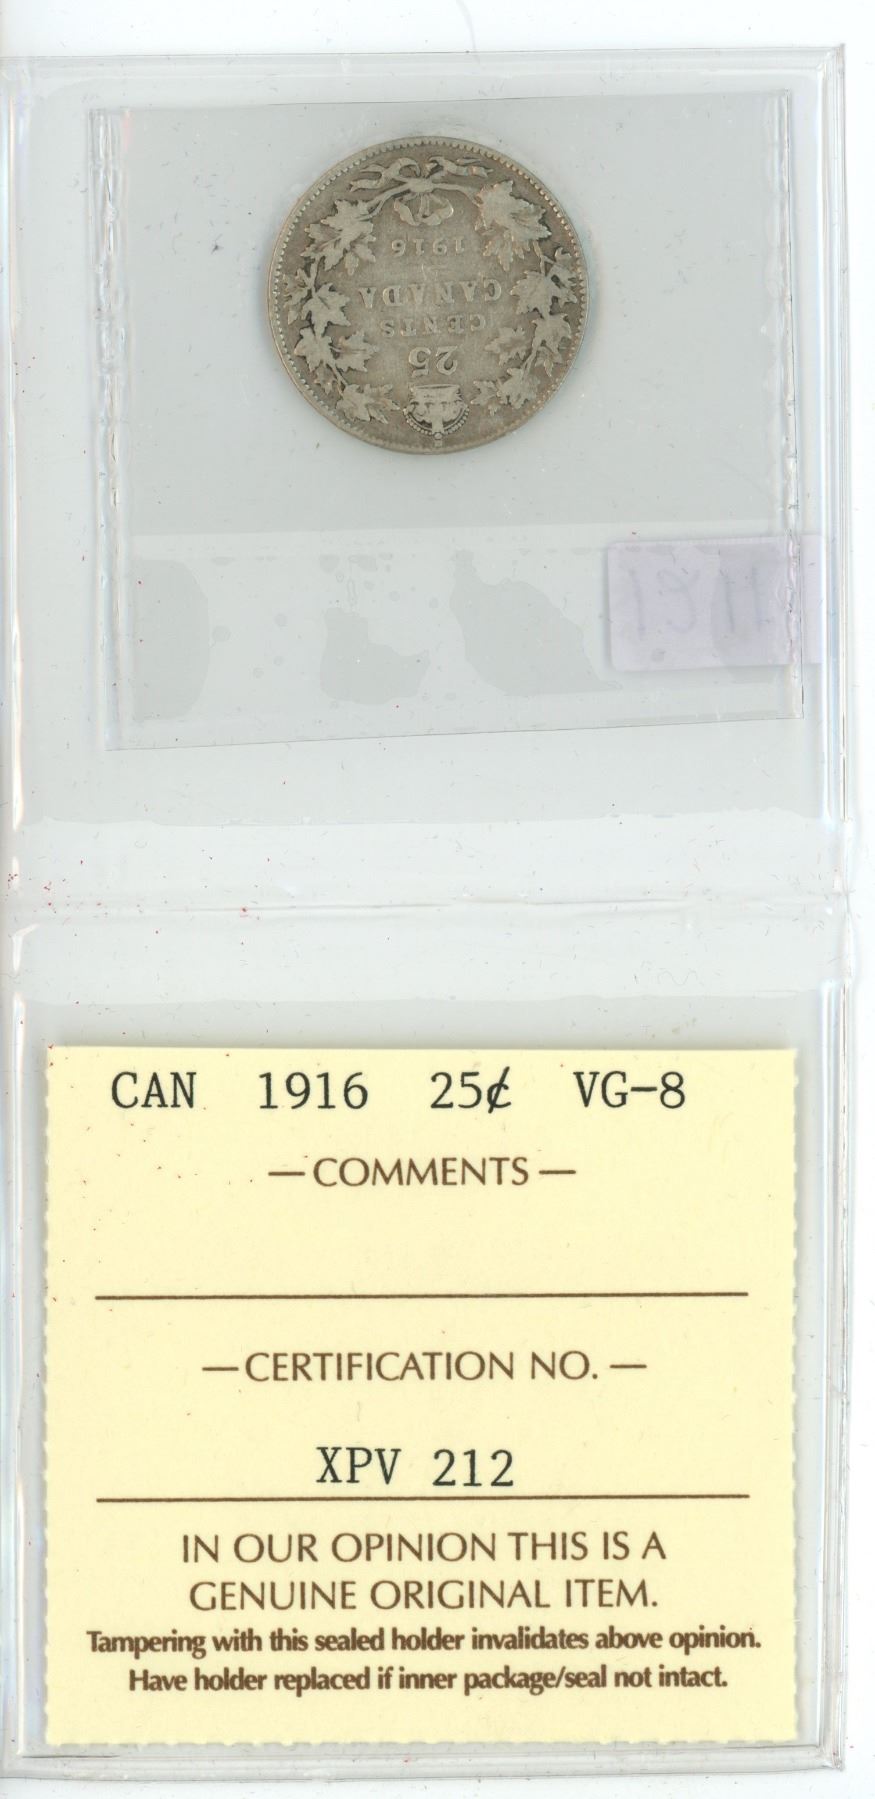 25
CENTS
CANADA
1916
CAN 1916 25¢ VG-8
—COMMENTS—
—CERTIFICATION NO.—
XPV 212
IN OUR OPINION THIS IS A
GENUINE ORIGINAL ITEM.
Tampering with this sealed holder invalidates above opinion.
Have holder replaced if inner package/seal not intact.